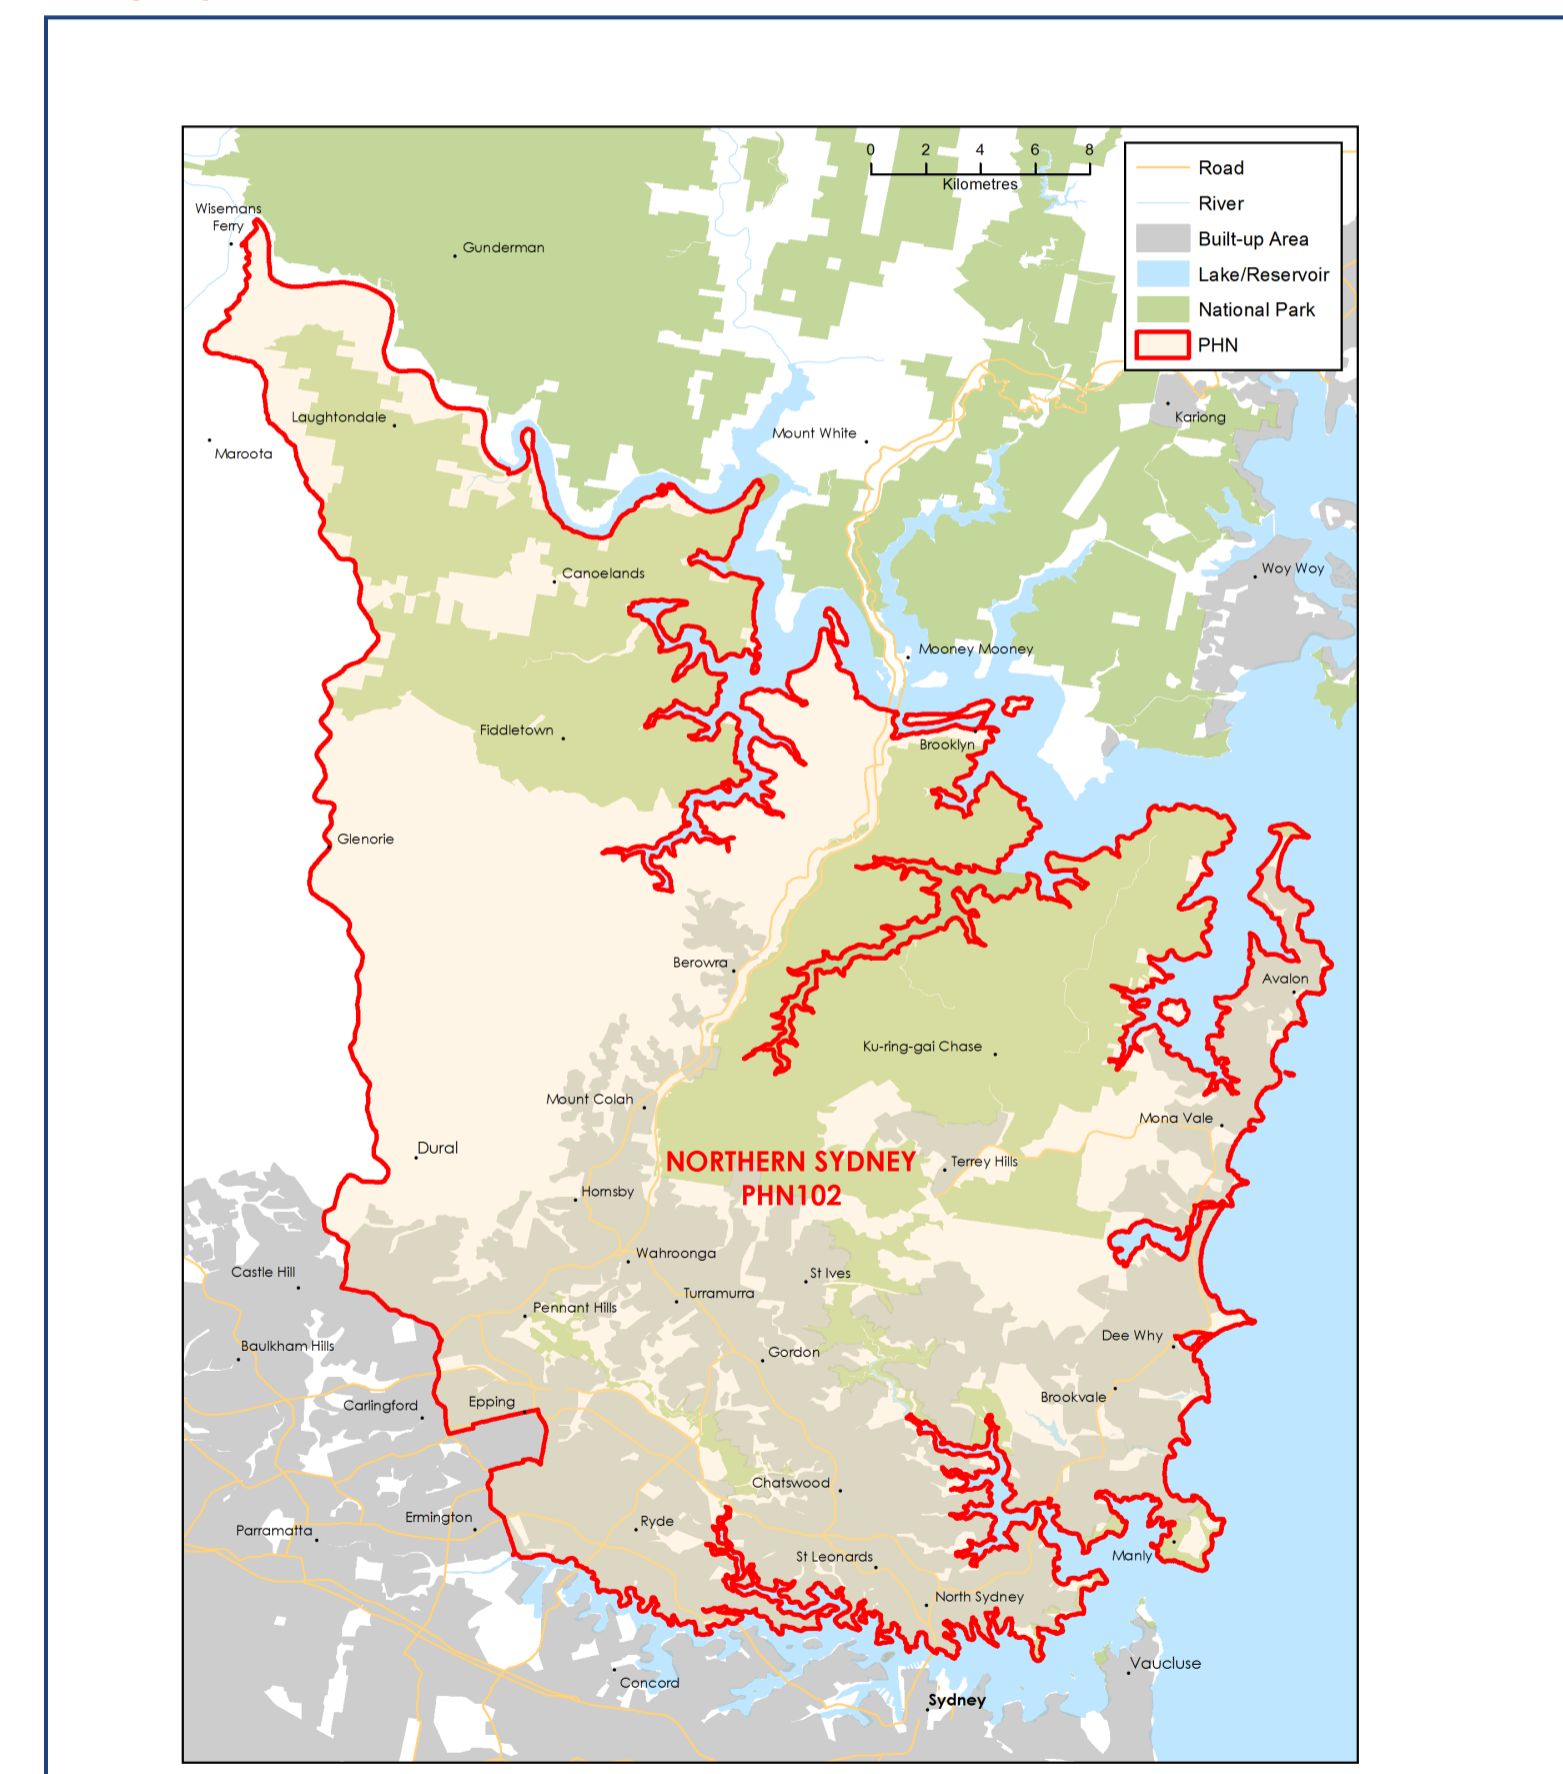 0 2 4 6 8
Kilometres
Road
River
Built-up Area
Lake/Reservoir
National Park
PHN
Wisemans
Ferry
Gunderman
Laughtondale
Maroota
Mount White
Kariong
Canoelands
Woy Woy
Mooney Mooney
Fiddletown
Brooklyn
Glenorie
Berowra
Avalon
Ku-ring-gai Chase
Mount Colah
Mona Vale
Dural
NORTHERN SYDNEY
PHN102
Terrey Hills
Hornsby
Wahroonga
Castle Hill
St Ives
Turramurra
Pennant Hills
Baulkham Hills
Gordon
Dee Why
Carlingford
Epping
Brookvale
Chatswood
Parramatta
Ermington
Ryde
St Leonards
Manly
North Sydney
Concord
Vaucluse
Sydney